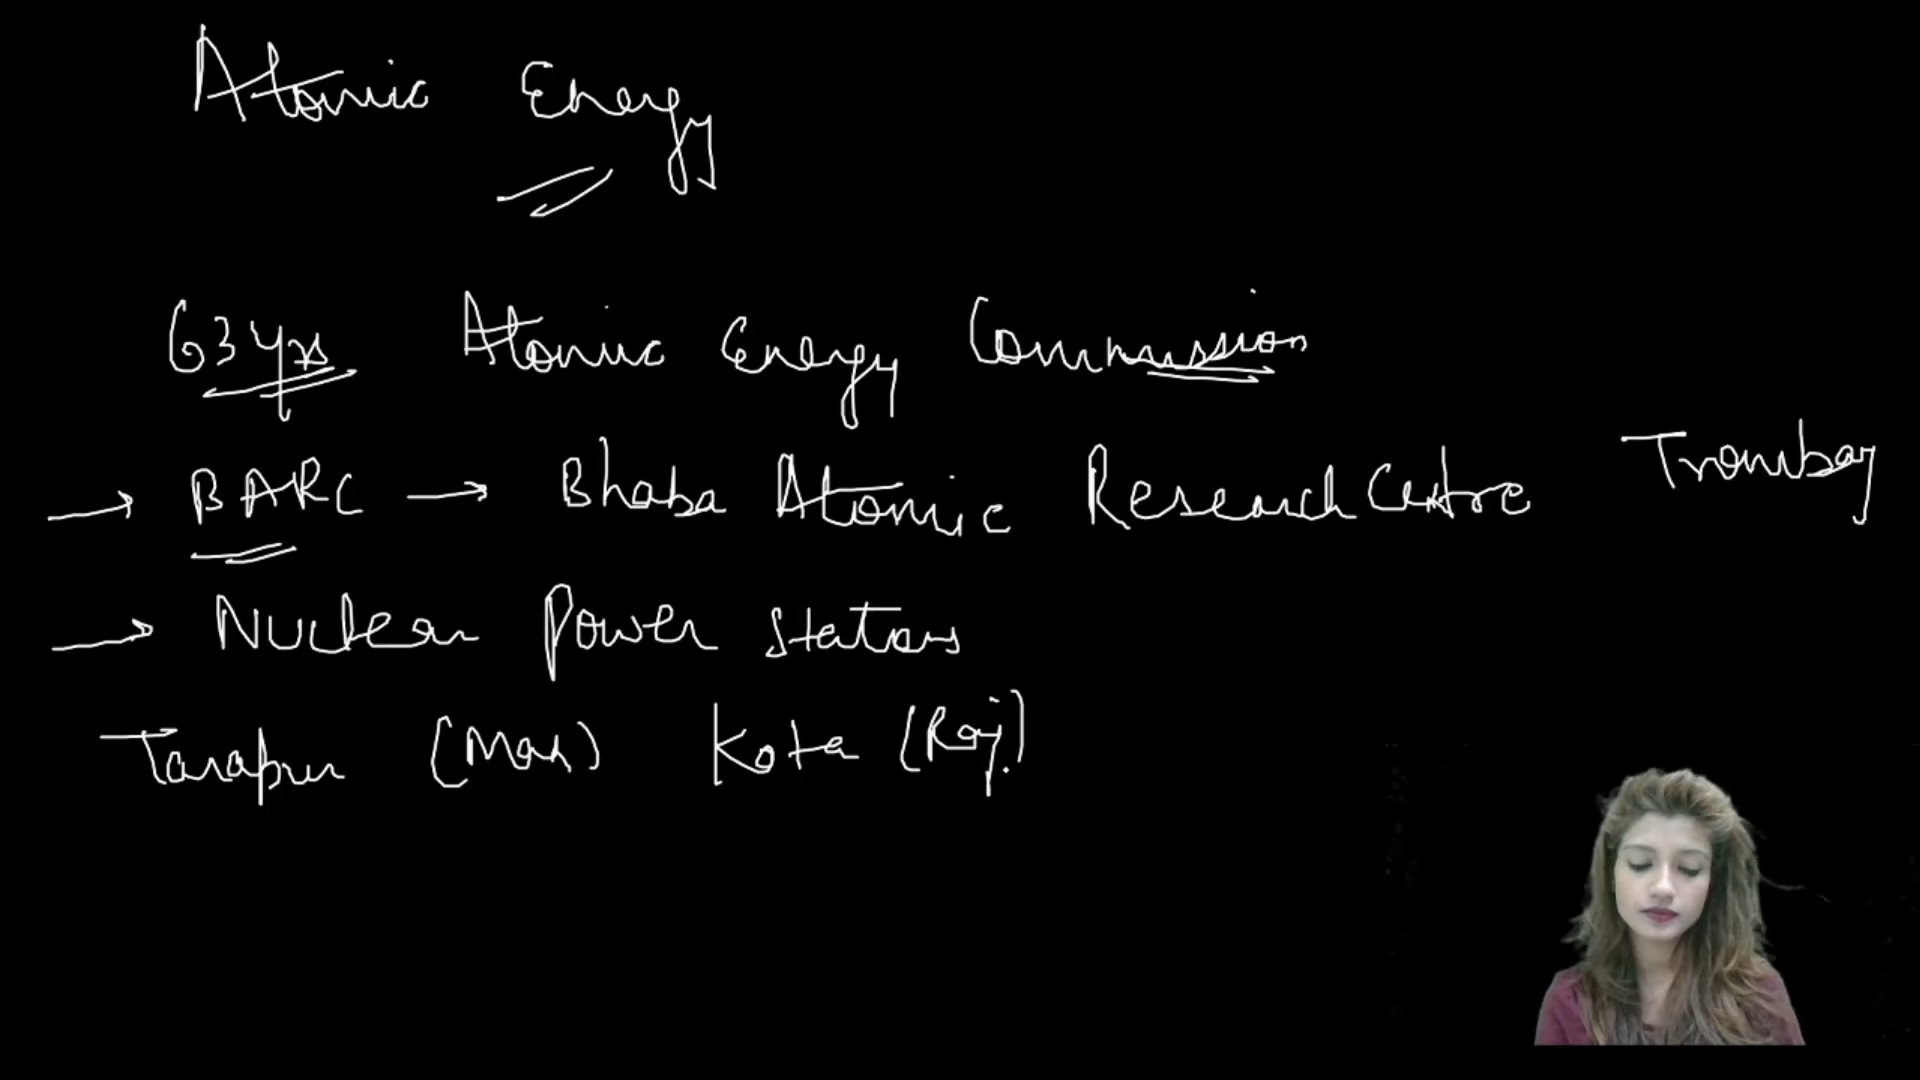 Atomic Energy
63 yrs Atomic Energy Commission
→ BARC → Bhaba Atomic Research Centre Trombay
→ Nuclear Power Stations
Tarapur (Mah) Kota (Raj.)